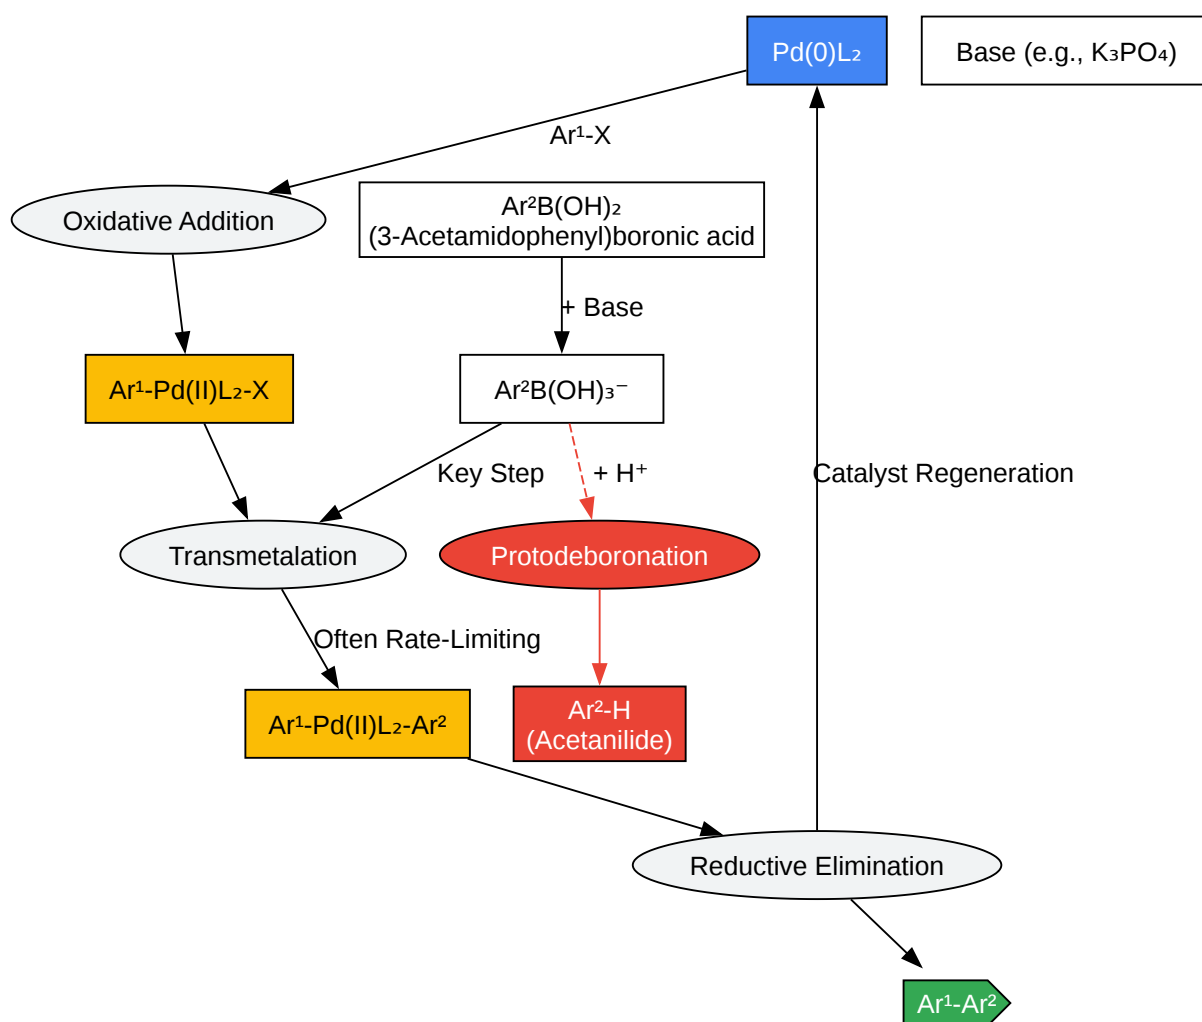 Pd(0)L₂
Base (e.g., K₃PO₄)
Ar¹-X
Oxidative Addition
Ar²B(OH)₂
(3-Acetamidophenyl)boronic acid
+ Base
Ar¹-Pd(II)L₂-X
Ar²B(OH)₃⁻
Key Step
+ H⁺
Catalyst Regeneration
Transmetalation
Protodeboronation
Often Rate-Limiting
Ar¹-Pd(II)L₂-Ar²
Ar²-H
(Acetanilide)
Reductive Elimination
Ar¹-Ar²